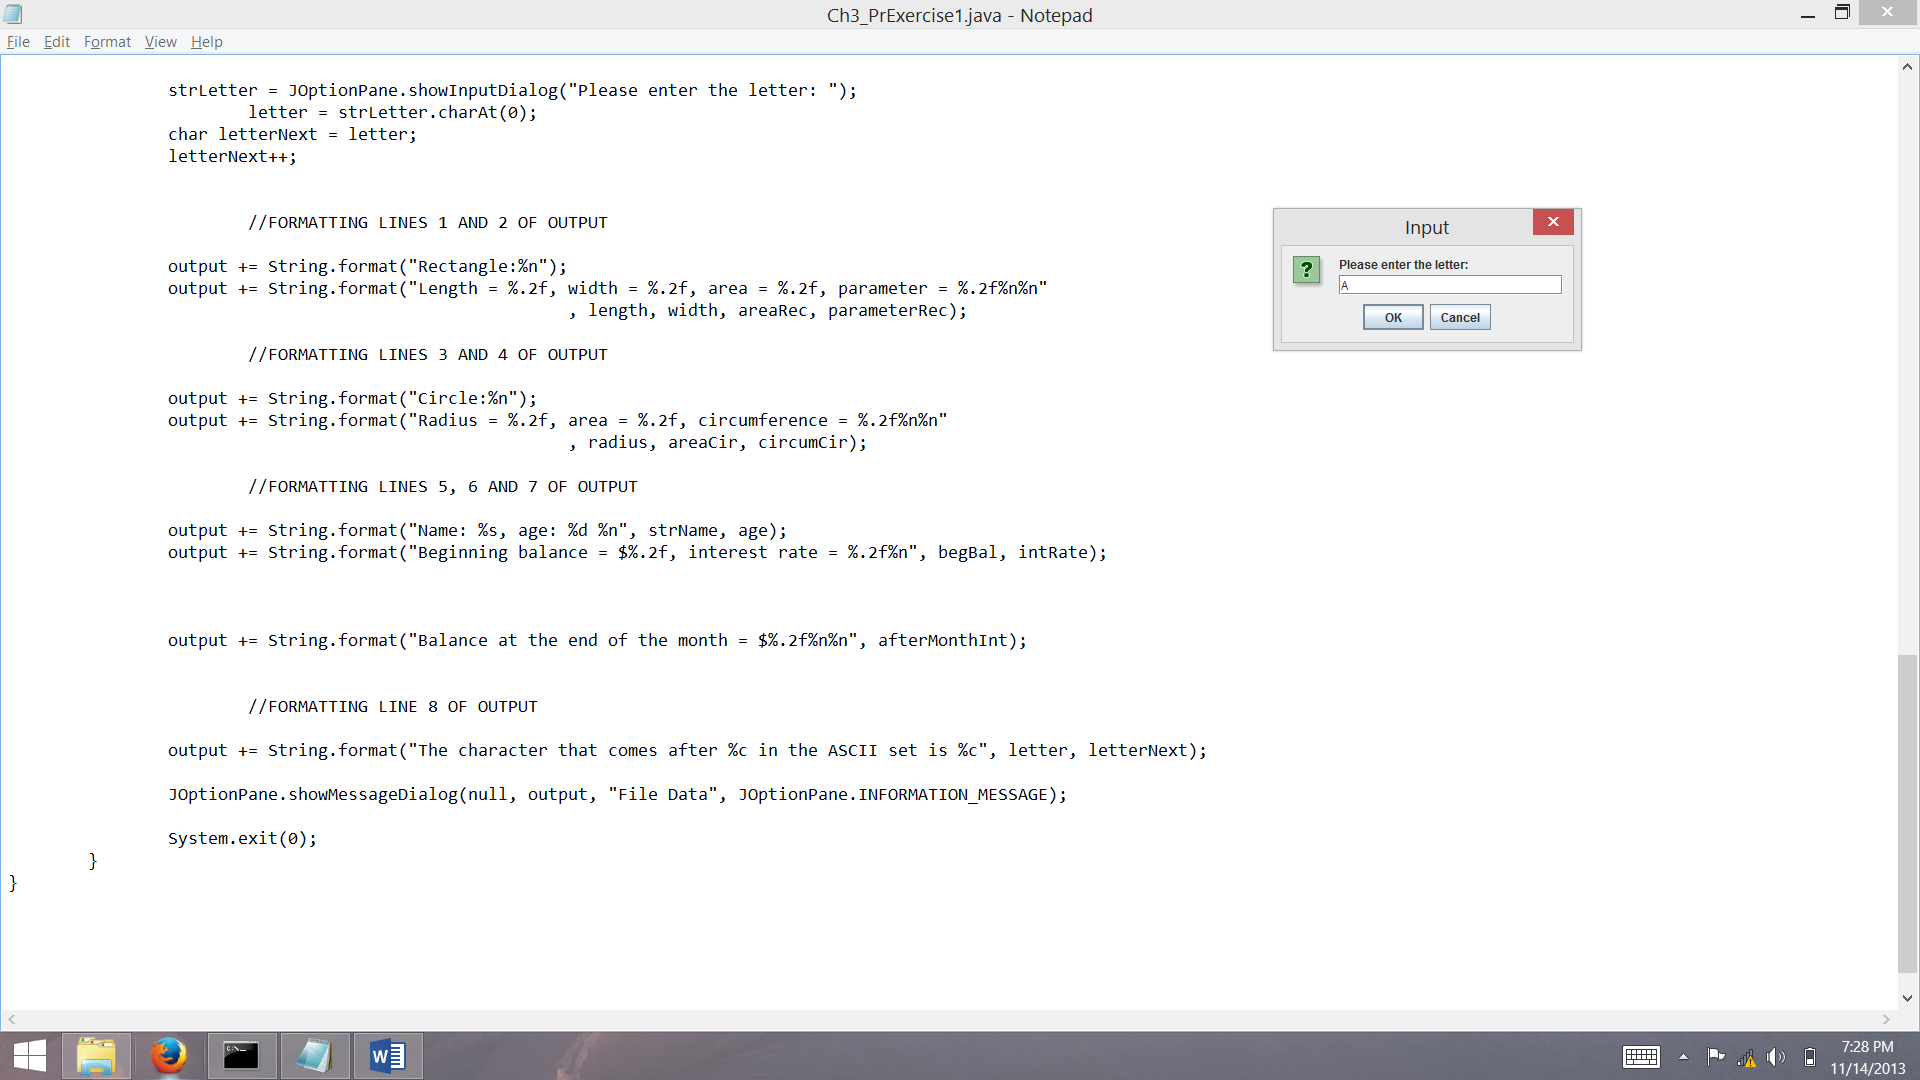 Ch3_PrExercise1.java - Notepad
File Edit Format View Help
strLetter = JOptionPane.showInputDialog("Please enter the letter: ");
letter = strLetter.charAt(0);
char letterNext = letter;
letterNext++;
//FORMATTING LINES 1 AND 2 OF OUTPUT
output += String.format("Rectangle:%n");
output += String.format("Length = %.2f, width = %.2f, area = %.2f, parameter = %.2f%n%n"
, length, width, areaRec, parameterRec);
//FORMATTING LINES 3 AND 4 OF OUTPUT
output += String.format("Circle:%n");
output += String.format("Radius = %.2f, area = %.2f, circumference = %.2f%n%n"
, radius, areaCir, circumCir);
//FORMATTING LINES 5, 6 AND 7 OF OUTPUT
output += String.format("Name: %s, age: %d %n", strName, age);
output += String.format("Beginning balance = $%.2f, interest rate = %.2f%n", begBal, intRate);
output += String.format("Balance at the end of the month = $%.2f%n%n", afterMonthInt);
//FORMATTING LINE 8 OF OUTPUT
output += String.format("The character that comes after %c in the ASCII set is %c", letter, letterNext);
JOptionPane.showMessageDialog(null, output, "File Data", JOptionPane.INFORMATION_MESSAGE);
System.exit(0);
}
}
Input
Please enter the letter:
A
OK Cancel
7:28 PM
11/14/2013